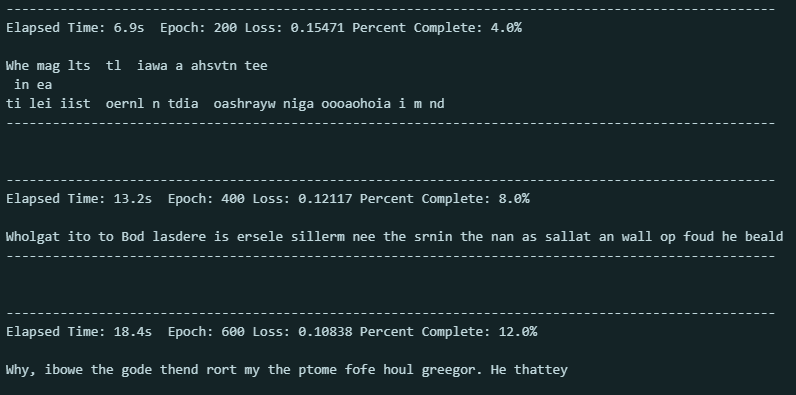 ----------------------------------------------------------------------------------------------------
Elapsed Time: 6.9s  Epoch: 200 Loss: 0.15471 Percent Complete: 4.0%
Whe mag lts  tl  iawa a ahsvtn tee
 in ea
ti lei iist  oernl n tdia  oashrayw niga oooaohoia i m nd
----------------------------------------------------------------------------------------------------
----------------------------------------------------------------------------------------------------
Elapsed Time: 13.2s  Epoch: 400 Loss: 0.12117 Percent Complete: 8.0%
Wholgat ito to Bod lasdere is ersele sillerm nee the srnin the nan as sallat an wall op foud he beald
----------------------------------------------------------------------------------------------------
----------------------------------------------------------------------------------------------------
Elapsed Time: 18.4s  Epoch: 600 Loss: 0.10838 Percent Complete: 12.0%
Why, ibowe the gode thend rort my the ptome fofe houl greegor. He thattey